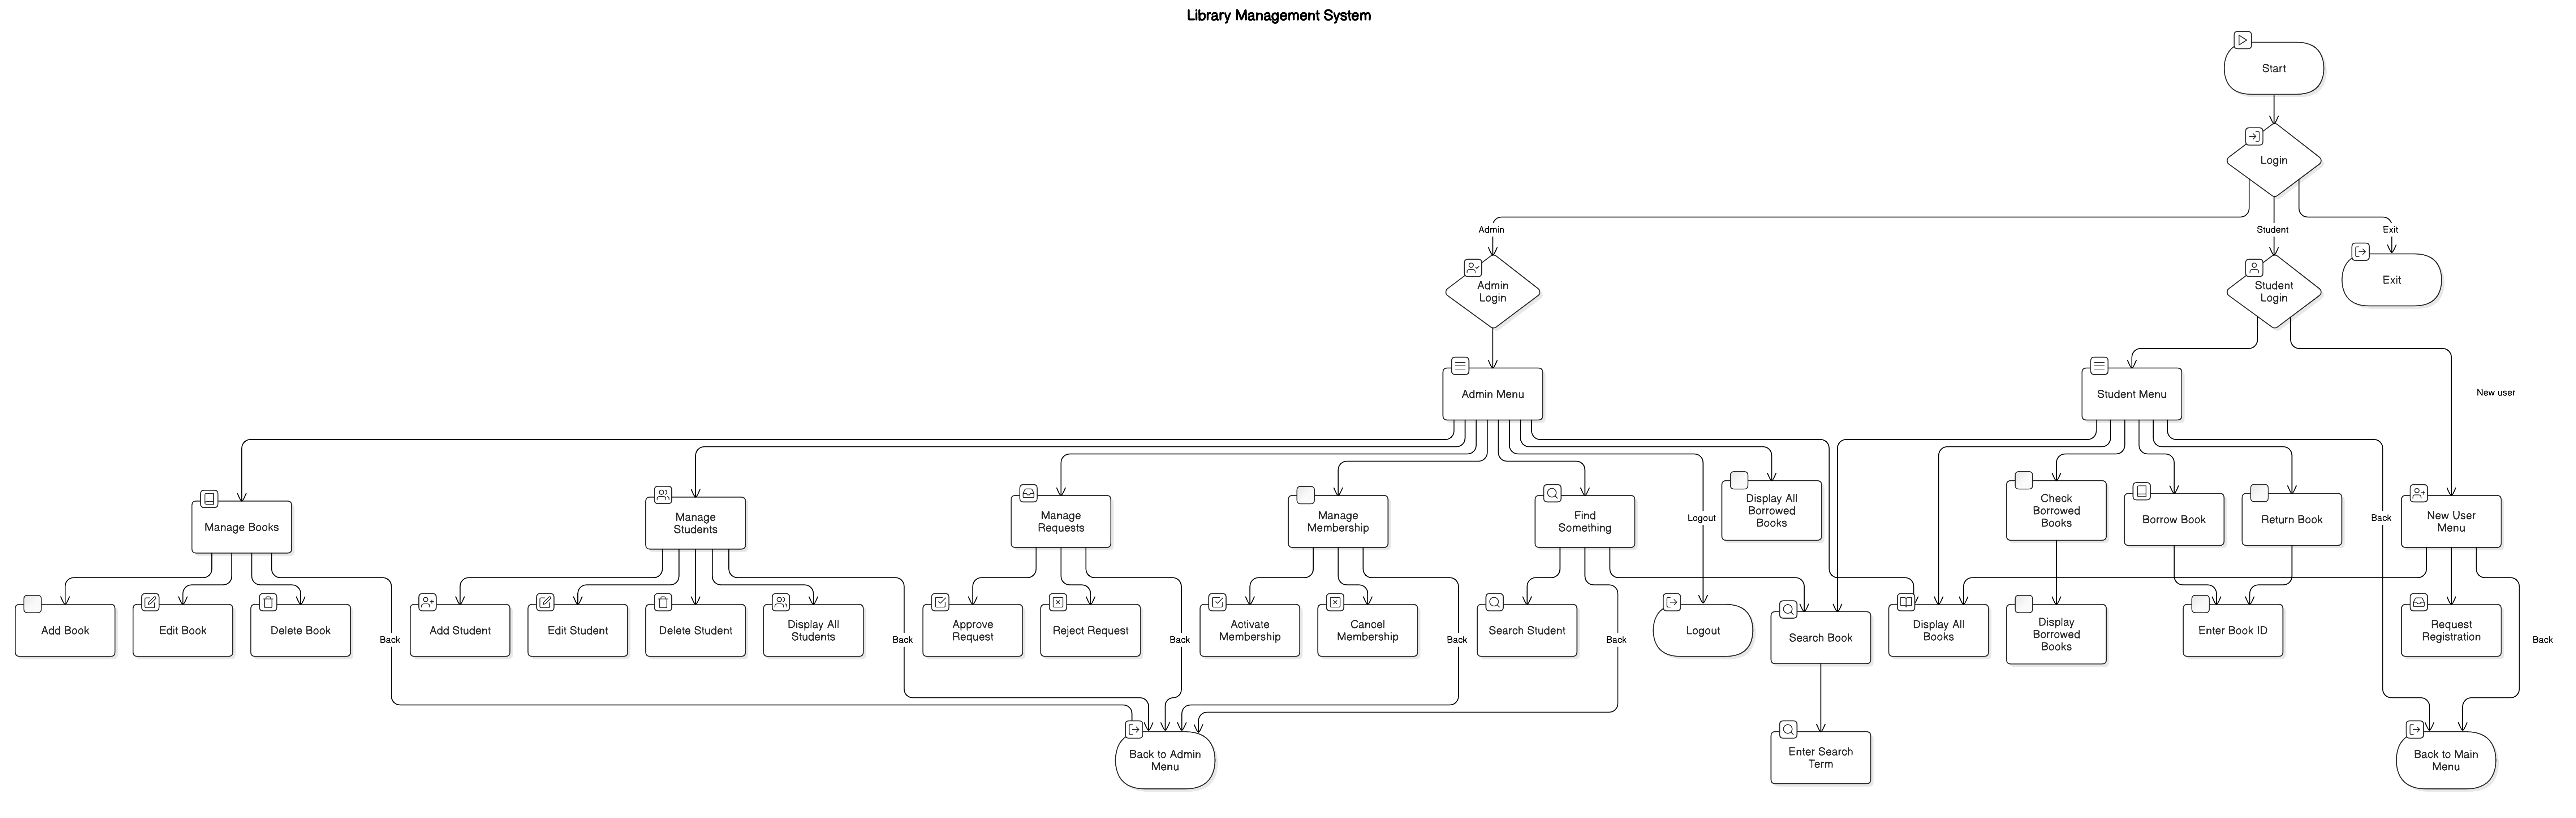 Library Management System
Start
Login
Admin
Student
Exit
Admin
Login
Student
Login
Exit
Admin Menu
Student Menu
New user
Manage Books
Manage
Students
Manage
Requests
Manage
Membership
Find
Something
Logout
Display All
Borrowed
Books
Check
Borrowed
Books
Borrow Book
Return Book
Back
New User
Menu
Add Book
Edit Book
Delete Book
Back
Add Student
Edit Student
Delete Student
Display All
Students
Back
Approve
Request
Reject Request
Back
Activate
Membership
Cancel
Membership
Back
Search Student
Back
Logout
Search Book
Display All
Books
Display
Borrowed
Books
Enter Book ID
Request
Registration
Back
Back to Admin
Menu
Enter Search
Term
Back to Main
Menu